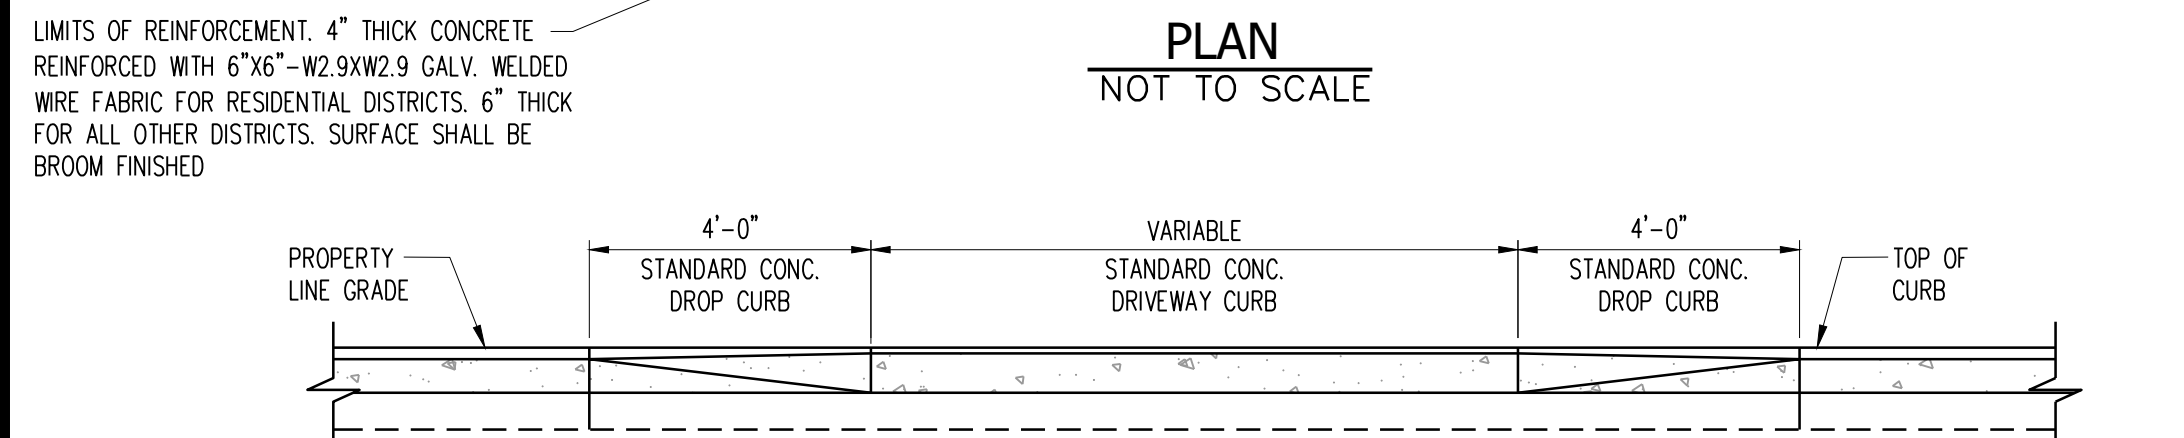 LIMITS OF REINFORCEMENT. 4" THICK CONCRETE
REINFORCED WITH 6"X6"-W2.9XW2.9 GALV. WELDED
WIRE FABRIC FOR RESIDENTIAL DISTRICTS. 6" THICK
FOR ALL OTHER DISTRICTS. SURFACE SHALL BE
BROOM FINISHED
PLAN
NOT TO SCALE
PROPERTY
LINE GRADE
4'-0"
STANDARD CONC.
DROP CURB
VARIABLE
STANDARD CONC.
DRIVEWAY CURB
4'-0"
STANDARD CONC.
DROP CURB
TOP OF
CURB